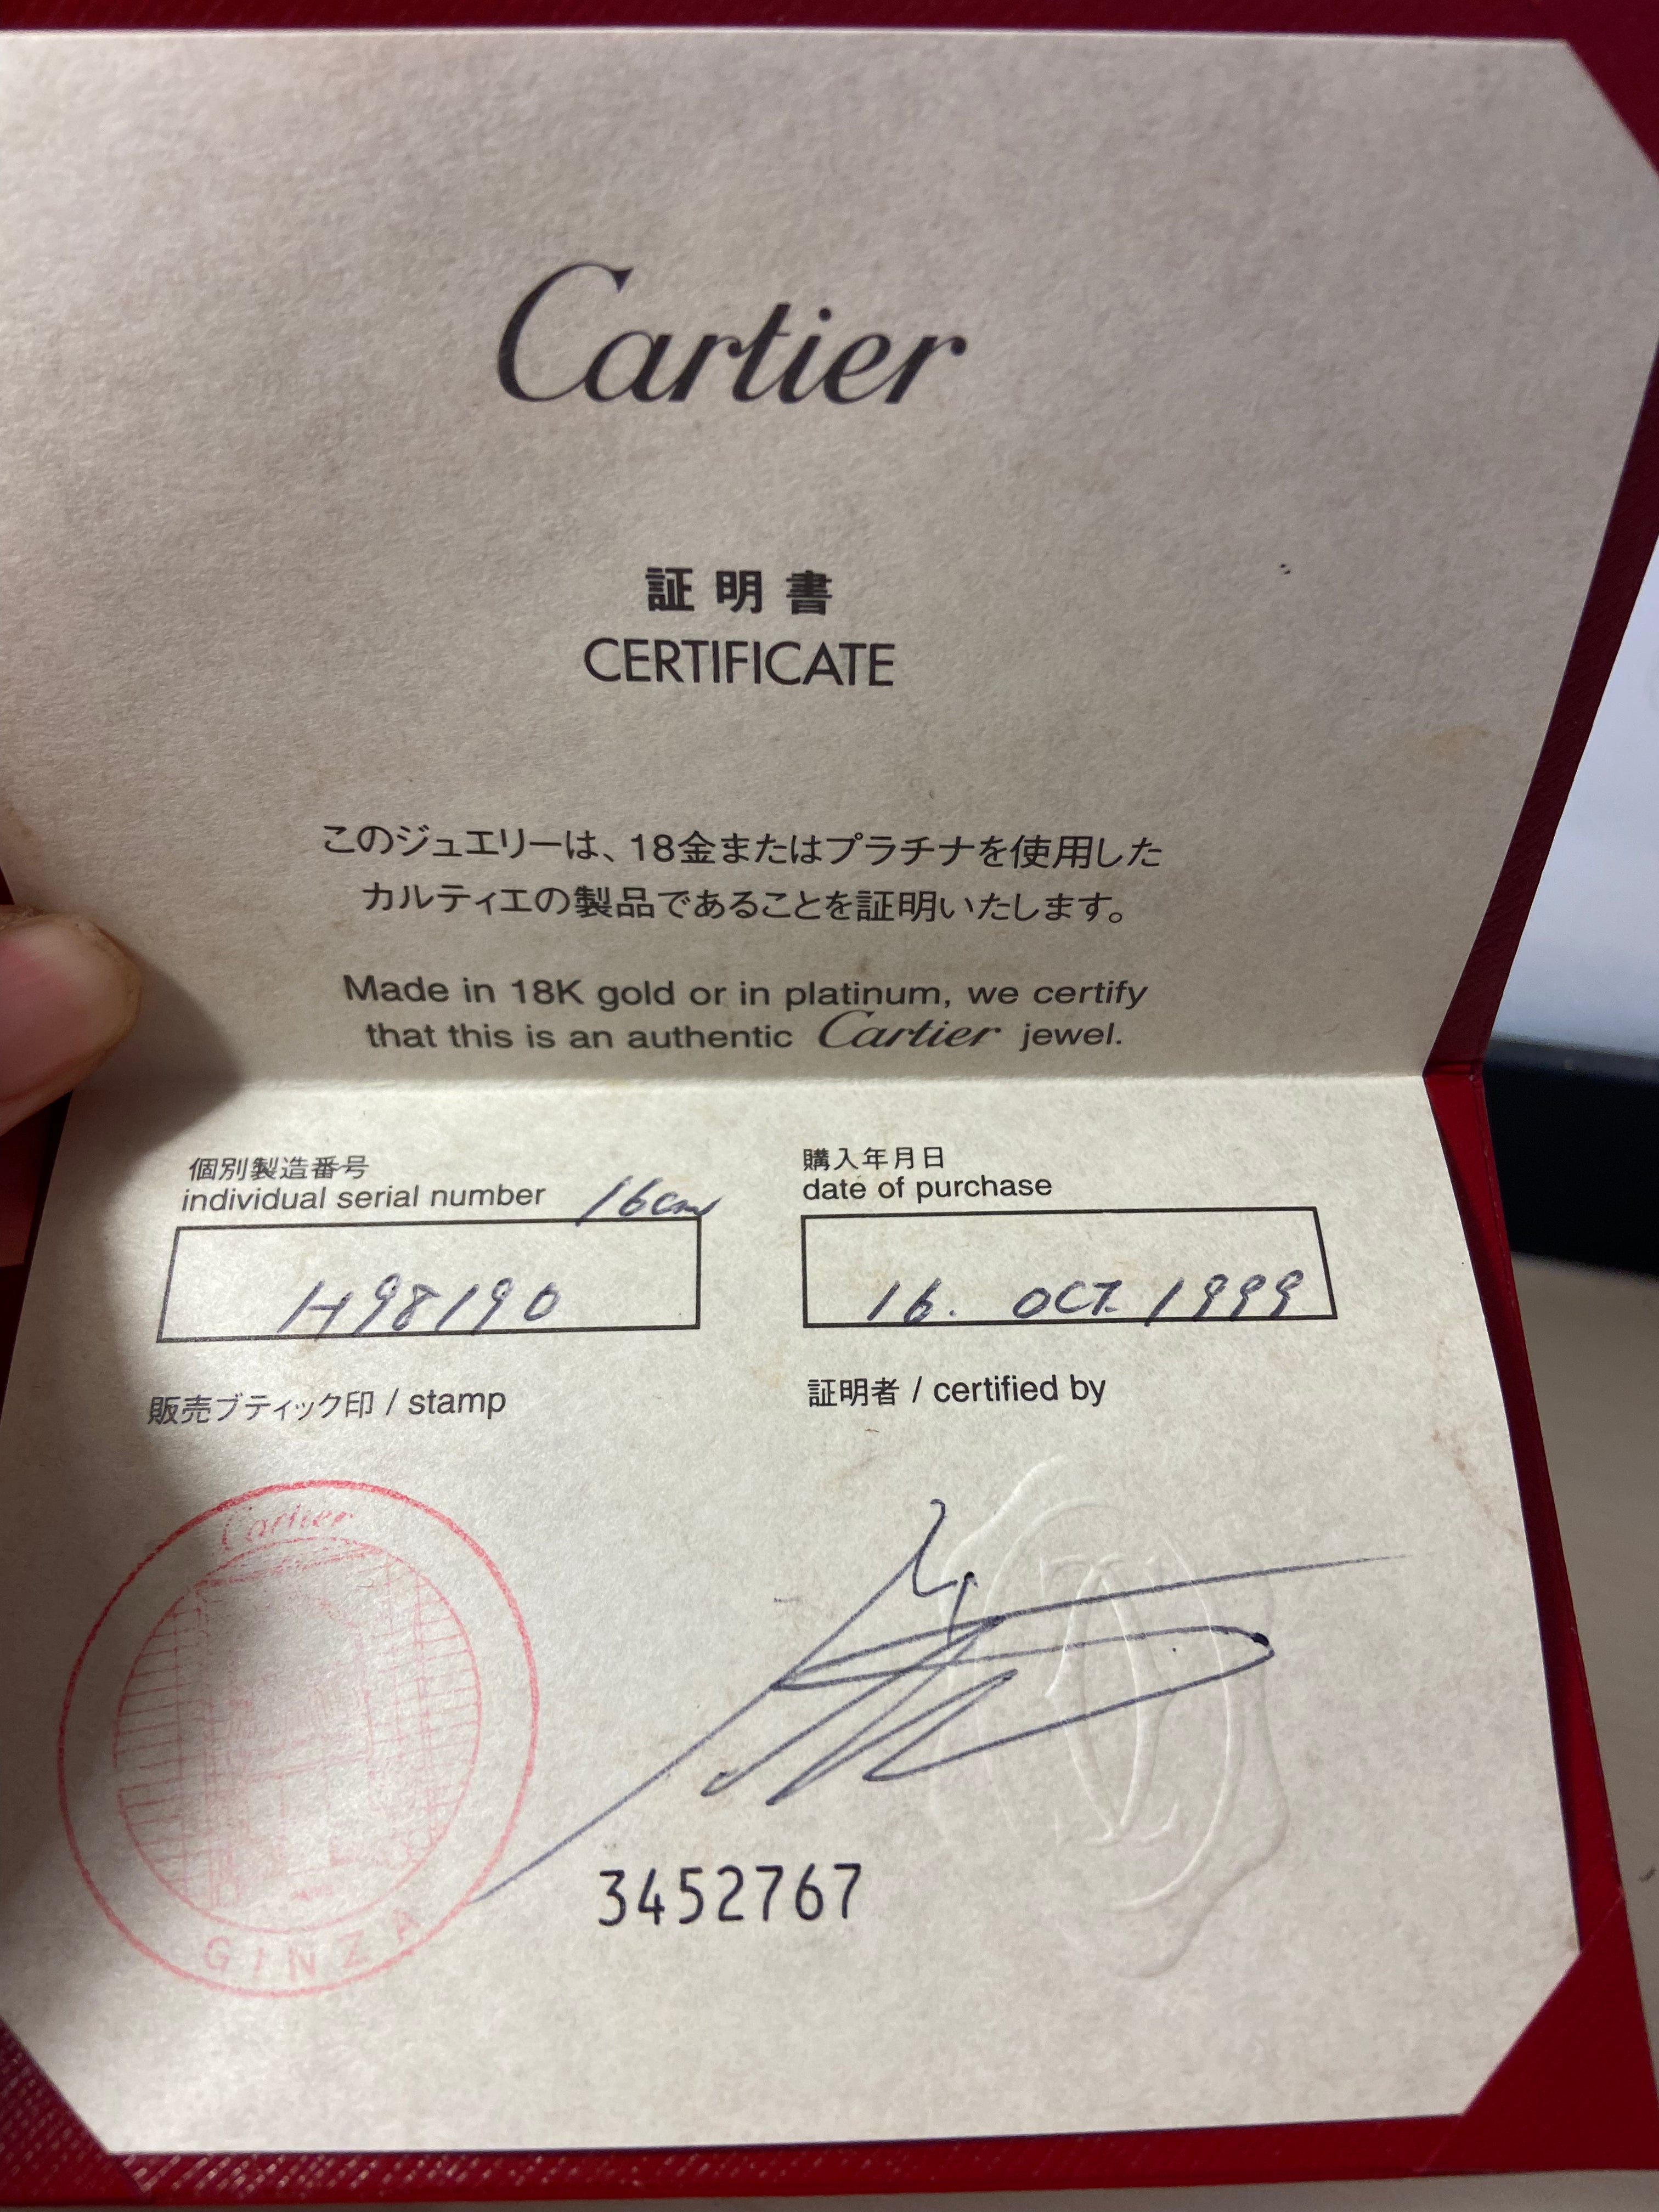 Cartier
証明書
CERTIFICATE
このジュエリーは、18金またはプラチナを使用した
カルティエの製品であることを証明いたします。
Made in 18K gold or in platinum, we certify
that this is an authentic Cartier jewel.
個別製造番号
individual serial number 16cm
H98190
購入年月日
date of purchase
16. OCT. 1999
販売ブティック印 / stamp
証明者 / certified by
Cartier
GINZA
3452767